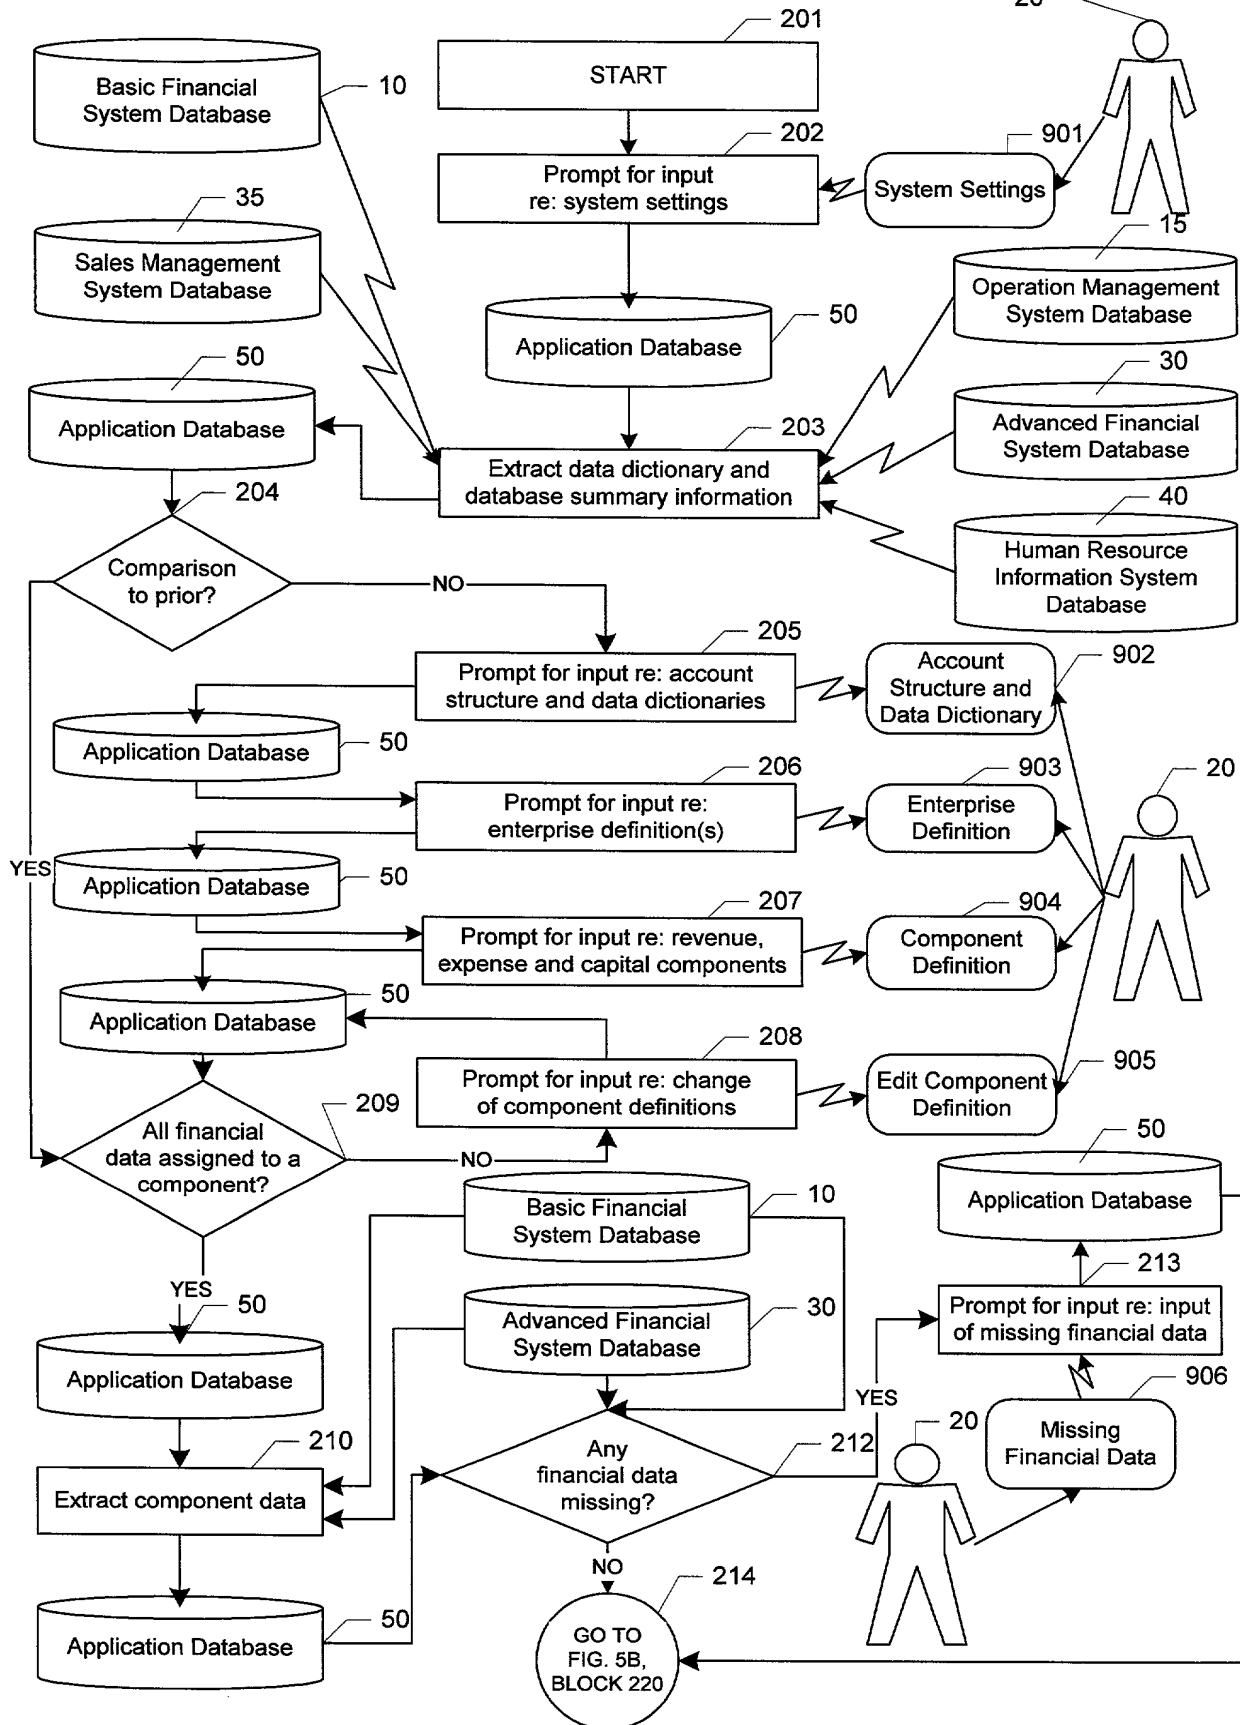 20
201
START
Basic Financial
System Database
10
202
Prompt for input
re: system settings
901
System Settings
35
Sales Management
System Database
15
Operation Management
System Database
50
Application Database
50
Application Database
30
Advanced Financial
System Database
203
Extract data dictionary and
database summary information
204
Comparison
to prior?
NO
40
Human Resource
Information System
Database
205
Prompt for input re: account
structure and data dictionaries
Account
Structure and
Data Dictionary
902
Application Database
50
206
Prompt for input re:
enterprise definition(s)
903
Enterprise
Definition
20
YES
Application Database
50
207
Prompt for input re: revenue,
expense and capital components
904
Component
Definition
50
Application Database
208
Prompt for input re: change
of component definitions
Edit Component
Definition
905
209
All financial
data assigned to a
component?
NO
50
Application Database
10
Basic Financial
System Database
YES
50
Application Database
30
Advanced Financial
System Database
213
Prompt for input re: input
of missing financial data
YES
906
Missing
Financial Data
20
210
Extract component data
212
Any
financial data
missing?
NO
50
Application Database
214
GO TO
FIG. 5B,
BLOCK 220